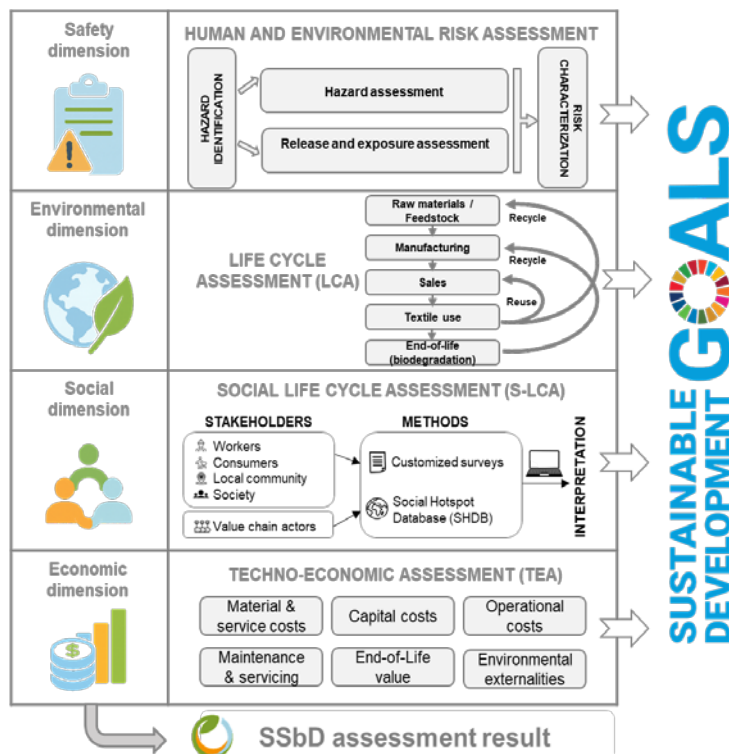 Safety
dimension
HUMAN AND ENVIRONMENTAL RISK ASSESSMENT
HAZARD
IDENTIFICATION
Hazard assessment
Release and exposure assessment
RISK
CHARACTERIZATION
Environmental
dimension
LIFE CYCLE
ASSESSMENT (LCA)
Raw materials /
Feedstock
Recycle
Manufacturing
Recycle
Sales
Reuse
Textile use
End-of-life
(biodegradation)
Social
dimension
SOCIAL LIFE CYCLE ASSESSMENT (S-LCA)
STAKEHOLDERS
Workers
Consumers
Local community
Society
Value chain actors
METHODS
Customized surveys
Social Hotspot
Database (SHDB)
INTERPRETATION
Economic
dimension
$
TECHNO-ECONOMIC ASSESSMENT (TEA)
Material &
service costs
Capital costs
Operational
costs
Maintenance
& servicing
End-of-Life
value
Environmental
externalities
SUSTAINABLE
DEVELOPMENT
GOALS
SSbD assessment result